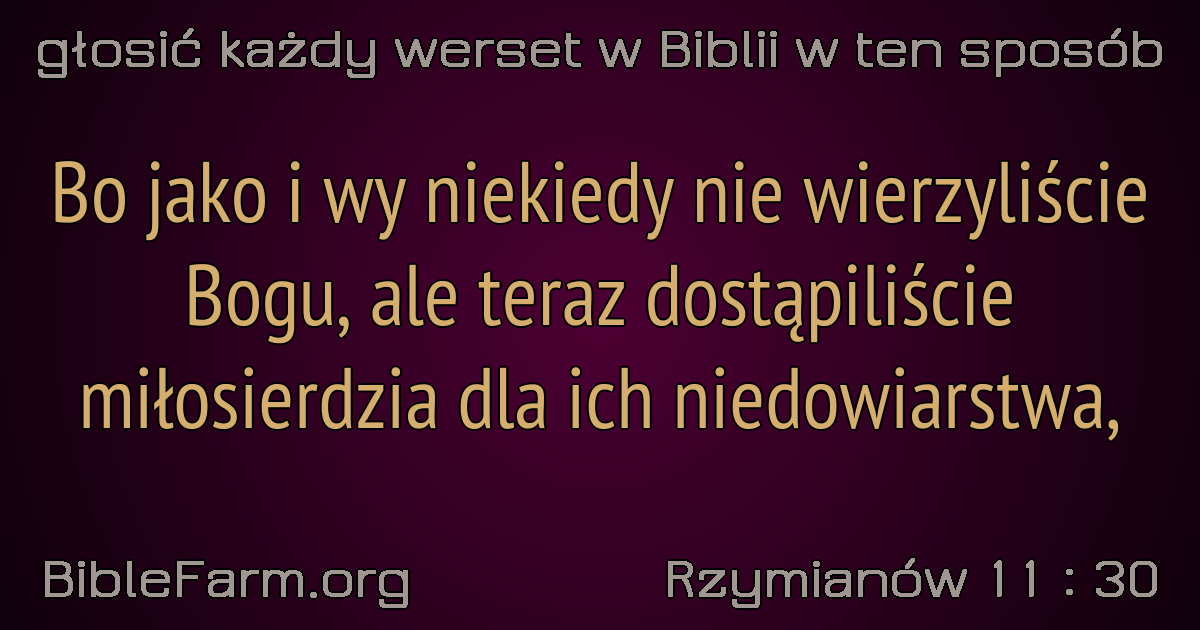 głosić każdy werset w Biblii w ten sposób
Bo jako i wy niekiedy nie wierzyliście
Bogu, ale teraz dostąpiliście
miłosierdzia dla ich niedowiarstwa,
BibleFarm.org
Rzymianów 11 : 30